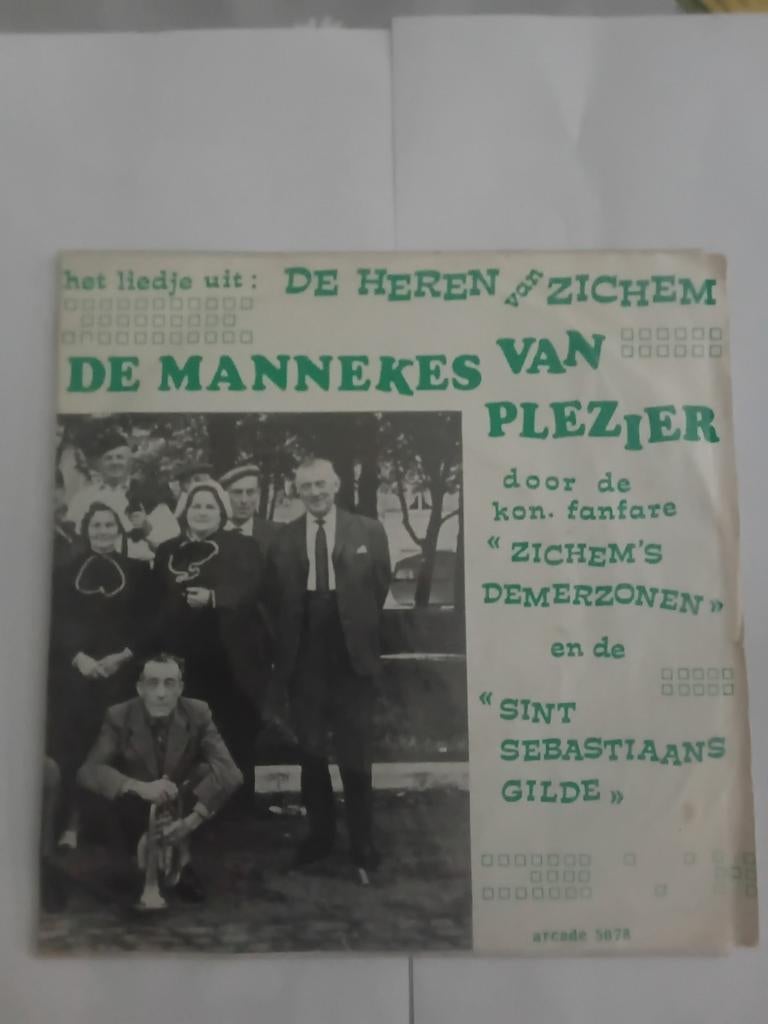 het liedje uit: DE HEREN van ZICHEM
DE MANNEKES VAN
PLEZIER
door de
kon. fanfare
« ZICHEM'S
DEMERZONEN »
en de
« SINT
SEBASTIAANS
GILDE »
arcade 5078